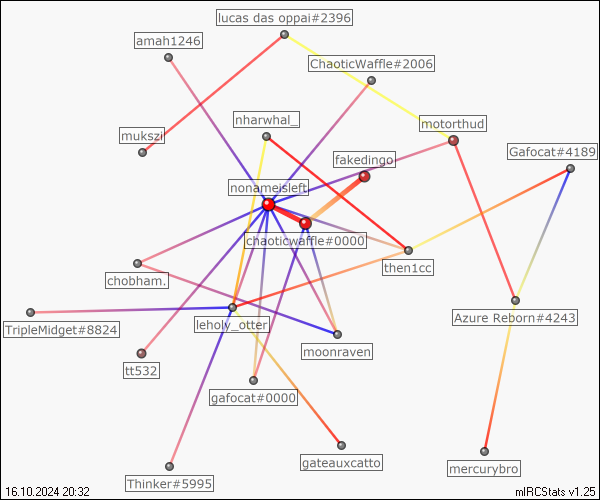 lucas das oppai#2396
amah1246
ChaoticWaffle#2006
nharwhal_
motorthud
mukszi
fakedingo
Gafocat#4189
nonameisleft
chaoticwaffle#0000
then1cc
chobham.
TripleMidget#8824
leholy_otter
Azure Reborn#4243
moonraven
tt532
gafocat#0000
gateauxcatto
mercurybro
Thinker#5995
16.10.2024 20:32
mIRCStats v1.25